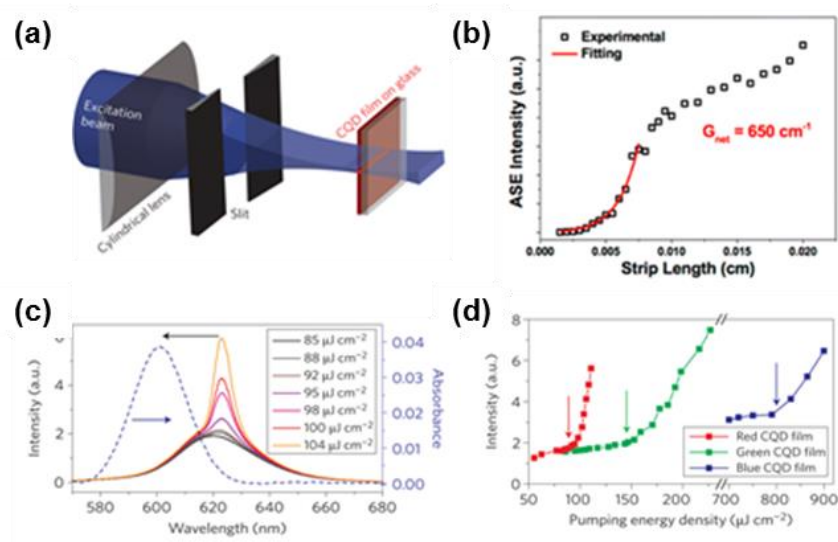 (a)
Excitation
beam
Cylindrical lens
Slit
CQD film on glass
(b)
ASE Intensity (a.u.)
Experimental
Fitting
Gnet = 650 cm-1
0.000 0.005 0.010 0.015 0.020
Strip Length (cm)
(c)
Intensity (a.u.)
6
4
2
0
85 μJ cm−2
88 μJ cm−2
92 μJ cm−2
95 μJ cm−2
98 μJ cm−2
100 μJ cm−2
104 μJ cm−2
0.04
0.03
0.02
0.01
0.00
Absorbance
580 600 620 640 660 680
Wavelength (nm)
(d)
Intensity (a.u.)
8
6
4
2
0
Red CQD film
Green CQD film
Blue CQD film
50 100 150 200 700 800 900
Pumping energy density (μJ cm−2)